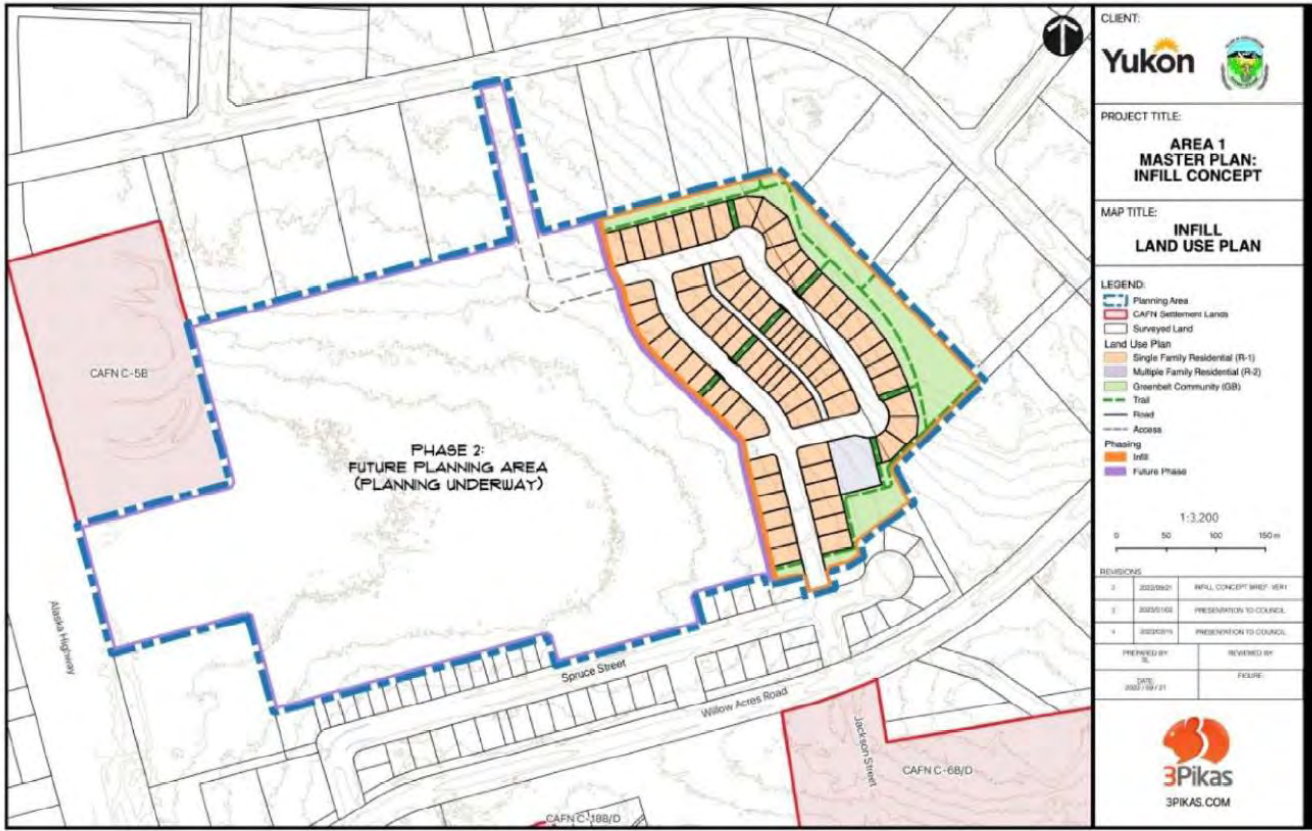 CAFN C-5B
PHASE 2:
FUTURE PLANNING AREA
(PLANNING UNDERWAY)
Alaska Highway
Spruce Street
Willow Acres Road
Jackson Street
CAFN C-6B/D
CAFN C-18B/D
CLIENT:
Yukon
PROJECT TITLE:
AREA 1
MASTER PLAN:
INFILL CONCEPT
MAP TITLE:
INFILL
LAND USE PLAN
LEGEND:
Planning Area
CAFN Settlement Lands
Surveyed Land
Land Use Plan
Single Family Residential (R-1)
Multiple Family Residential (R-2)
Greenbelt Community (GB)
Trail
Road
Access
Phasing
Infill
Future Phase
1:3,200
0 50 100 150 m
REVISIONS
INFILL CONCEPT BRIEF- VER1
PRESENTATION TO COUNCIL
PRESENTATION TO COUNCIL
PREPARED BY
REVIEWED BY
DATE:
FIGURE:
3Pikas
3PIKAS.COM